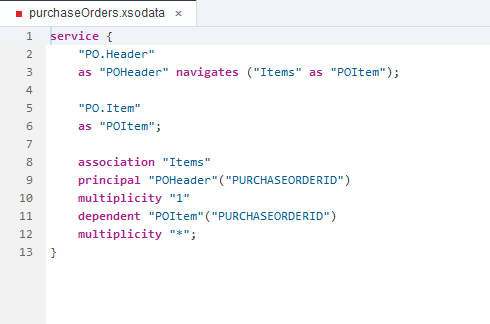 purchaseOrders.xsodata ×
1 service {
2 "PO.Header"
3 as "POHeader" navigates ("Items" as "POItem");
4
5 "PO.Item"
6 as "POItem";
7
8 association "Items"
9 principal "POHeader"("PURCHASEORDERID")
10 multiplicity "1"
11 dependent "POItem"("PURCHASEORDERID")
12 multiplicity "*";
13 }